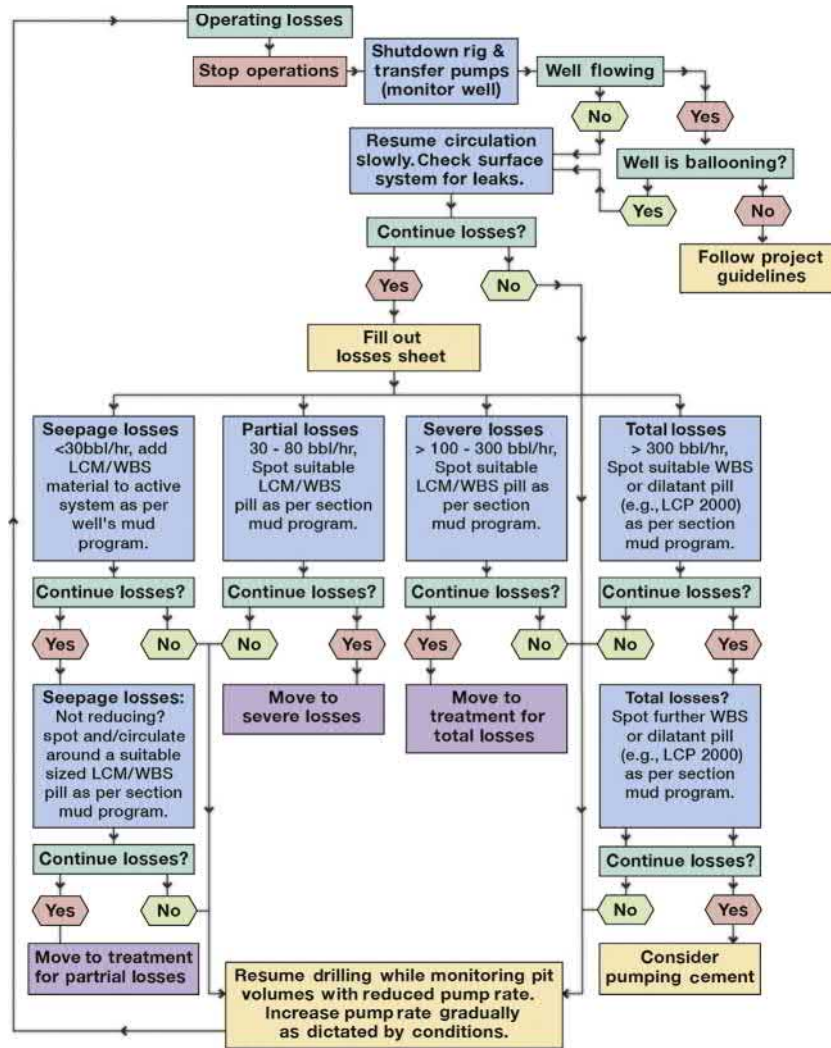 Operating losses
Stop operations
Shutdown rig &
transfer pumps
(monitor well)
Well flowing
No
Yes
Resume circulation
slowly. Check surface
system for leaks.
Well is ballooning?
Yes
No
Continue losses?
Follow project
guidelines
Yes
No
Fill out
losses sheet
Seepage losses
<30bbl/hr, add
LCM/WBS
material to active
system as per
well's mud
program.
Partial losses
30 - 80 bbl/hr,
Spot suitable
LCM/WBS
pill as per section
mud program.
Severe losses
> 100 - 300 bbl/hr,
Spot suitable
LCM/WBS pill as
per section
mud program.
Total losses
> 300 bbl/hr,
Spot suitable WBS
or dilatant pill
(e.g., LCP 2000)
as per section
mud program.
Continue losses?
Continue losses?
Continue losses?
Continue losses?
Yes
No
No
Yes
Yes
No
No
Yes
Seepage losses:
Not reducing?
spot and/circulate
around a suitable
sized LCM/WBS
pill as per section
mud program.
Move to
severe losses
Move to
treatment for
total losses
Total losses?
Spot further WBS
or dilatant pill
(e.g., LCP 2000)
as per section
mud program.
Continue losses?
Continue losses?
Yes
No
No
Yes
Move to treatment
for partrial losses
Resume drilling while monitoring pit
volumes with reduced pump rate.
Increase pump rate gradually
as dictated by conditions.
Consider
pumping cement